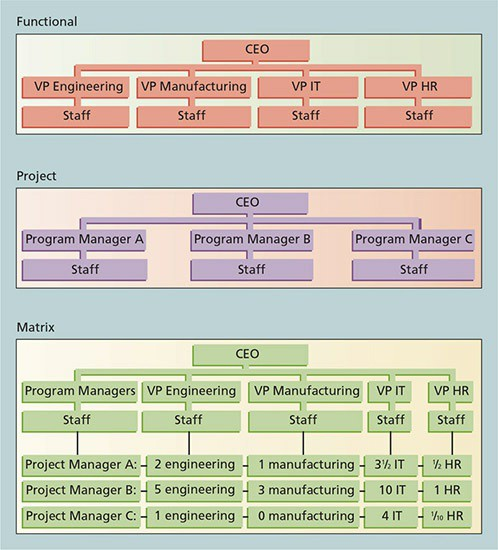 Functional
CEO
VP Engineering VP Manufacturing VP IT VP HR
Staff Staff Staff Staff
Project
CEO
Program Manager A Program Manager B Program Manager C
Staff Staff Staff
Matrix
CEO
Program Managers VP Engineering VP Manufacturing VP IT VP HR
Staff Staff Staff Staff Staff
Project Manager A: 2 engineering 1 manufacturing 3½ IT ½ HR
Project Manager B: 5 engineering 3 manufacturing 10 IT 1 HR
Project Manager C: 1 engineering 0 manufacturing 4 IT ⅒ HR